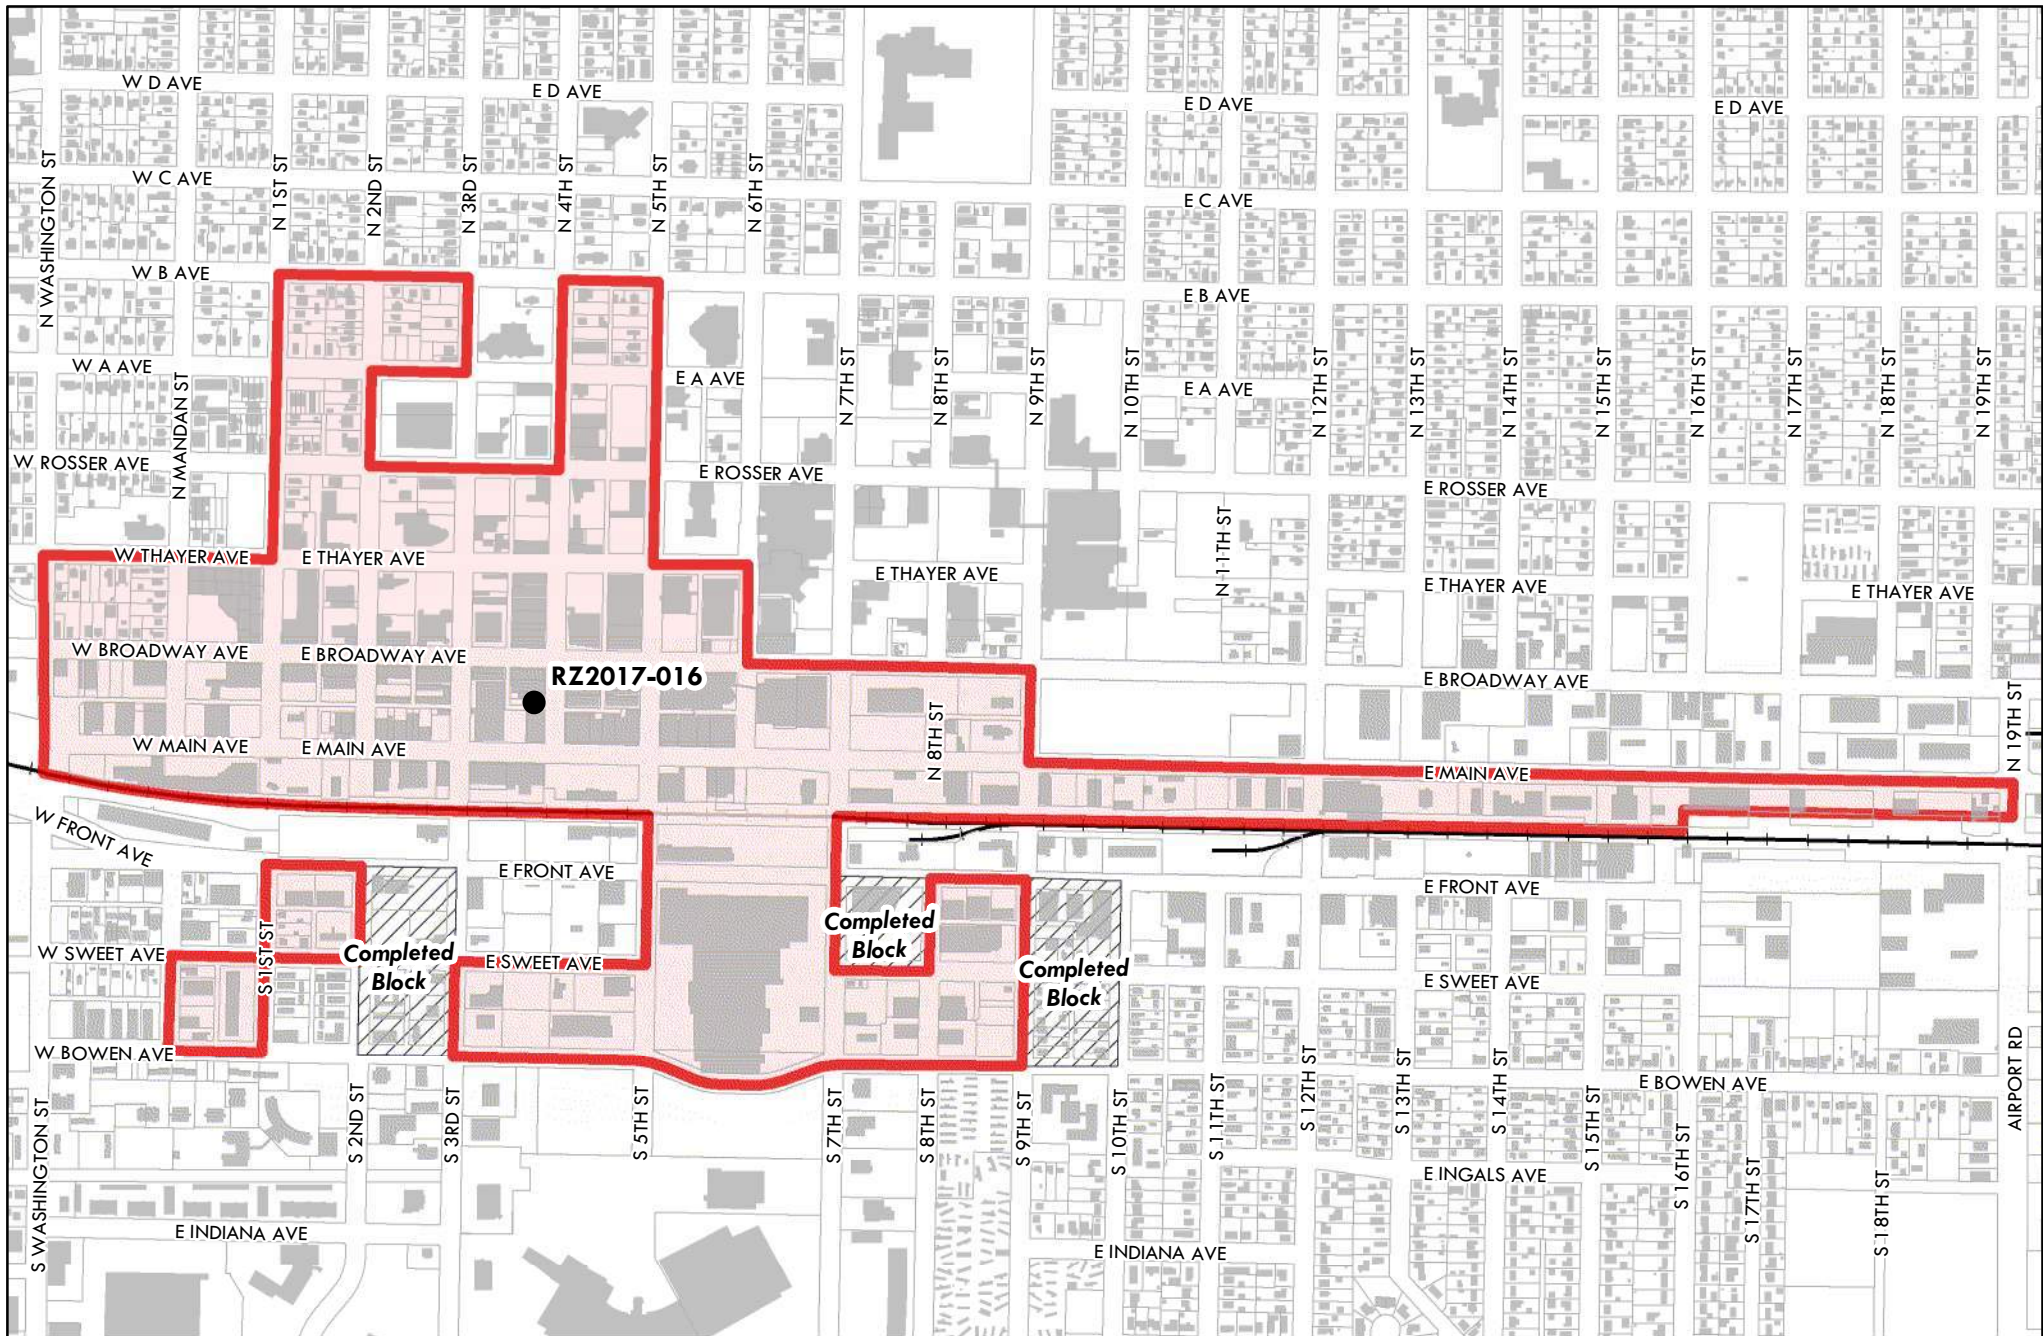 W D AVE
E D AVE
E D AVE
E D AVE
N WASHINGTON ST
W C AVE
N 1ST ST
N 2ND ST
N 3RD ST
N 4TH ST
N 5TH ST
N 6TH ST
E C AVE
W B AVE
E B AVE
W A AVE
N MANDAN ST
E A AVE
N 7TH ST
N 8TH ST
N 9TH ST
N 10TH ST
E A AVE
N 12TH ST
N 13TH ST
N 14TH ST
N 15TH ST
N 16TH ST
N 17TH ST
N 18TH ST
N 19TH ST
W ROSSER AVE
E ROSSER AVE
E ROSSER AVE
N 11TH ST
W THAYER AVE
E THAYER AVE
E THAYER AVE
E THAYER AVE
E THAYER AVE
W BROADWAY AVE
E BROADWAY AVE
RZ2017-016
E BROADWAY AVE
N 8TH ST
N 19TH ST
W MAIN AVE
E MAIN AVE
E MAIN AVE
W FRONT AVE
E FRONT AVE
E FRONT AVE
S 1ST ST
W SWEET AVE
Completed
Block
E SWEET AVE
Completed
Block
Completed
Block
E SWEET AVE
W BOWEN AVE
E BOWEN AVE
S WASHINGTON ST
S 2ND ST
S 3RD ST
S 5TH ST
S 7TH ST
S 8TH ST
S 9TH ST
S 10TH ST
S 11TH ST
S 12TH ST
S 13TH ST
S 14TH ST
S 15TH ST
S 16TH ST
S 17TH ST
S 18TH ST
AIRPORT RD
E INGALS AVE
E INDIANA AVE
E INDIANA AVE